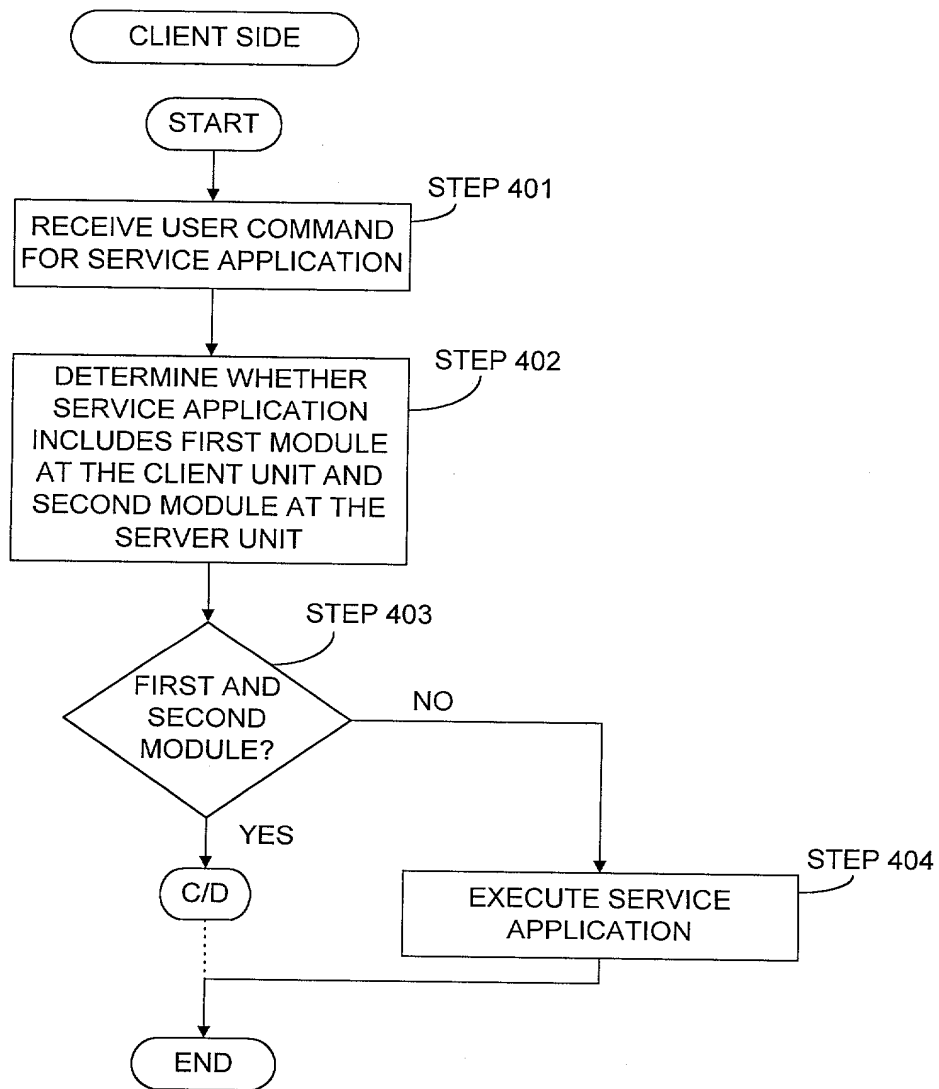 CLIENT SIDE
START
STEP 401
RECEIVE USER COMMAND
FOR SERVICE APPLICATION
STEP 402
DETERMINE WHETHER
SERVICE APPLICATION
INCLUDES FIRST MODULE
AT THE CLIENT UNIT AND
SECOND MODULE AT THE
SERVER UNIT
STEP 403
FIRST AND
SECOND
MODULE?
NO
YES
C/D
STEP 404
EXECUTE SERVICE
APPLICATION
END